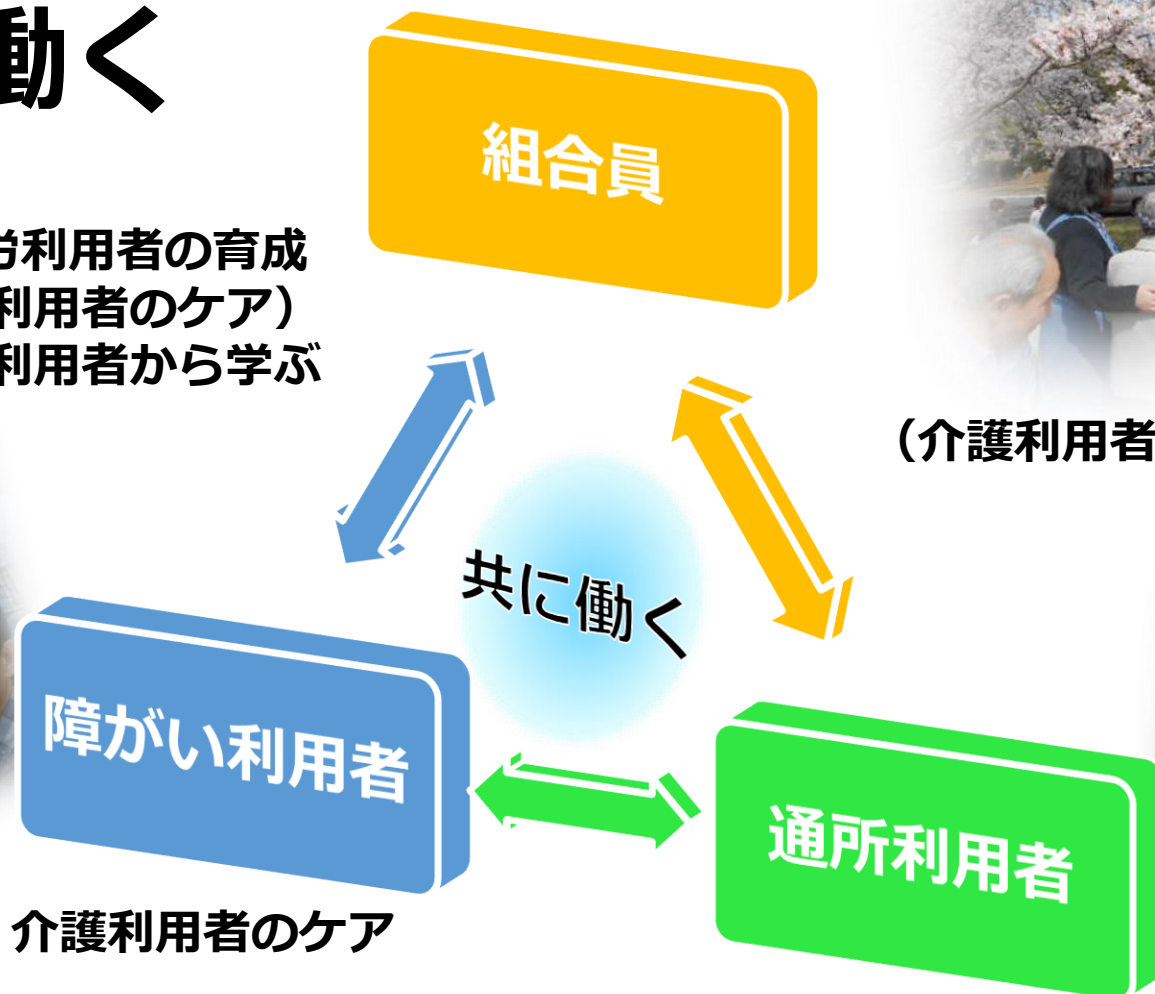 働く
組合員
労利用者の育成
利用者のケア)
利用者から学ぶ
(介護利用者
共に働く
障がい利用者
通所利用者
介護利用者のケア